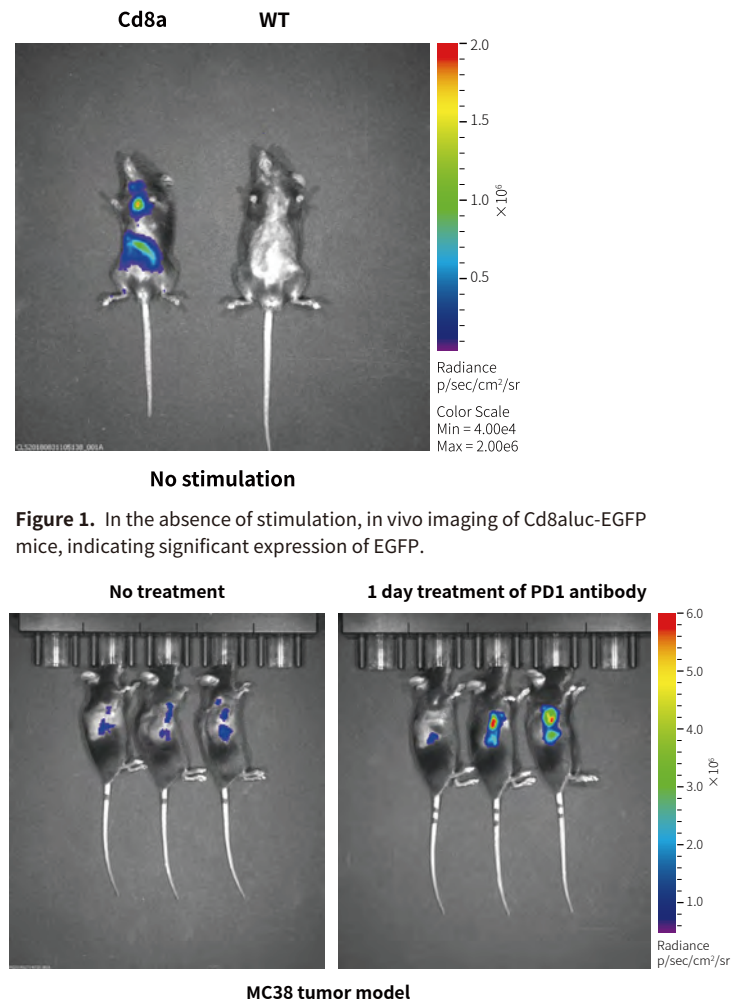 Cd8a WT
2.0
1.5
1.0
×10⁶
0.5
Radiance
p/sec/cm²/sr
Color Scale
Min = 4.00e4
Max = 2.00e6
No stimulation
Figure 1. In the absence of stimulation, in vivo imaging of Cd8aluc-EGFP
mice, indicating significant expression of EGFP.
No treatment
1 day treatment of PD1 antibody
6.0
5.0
4.0
×10⁶
3.0
2.0
1.0
Radiance
p/sec/cm²/sr
MC38 tumor model